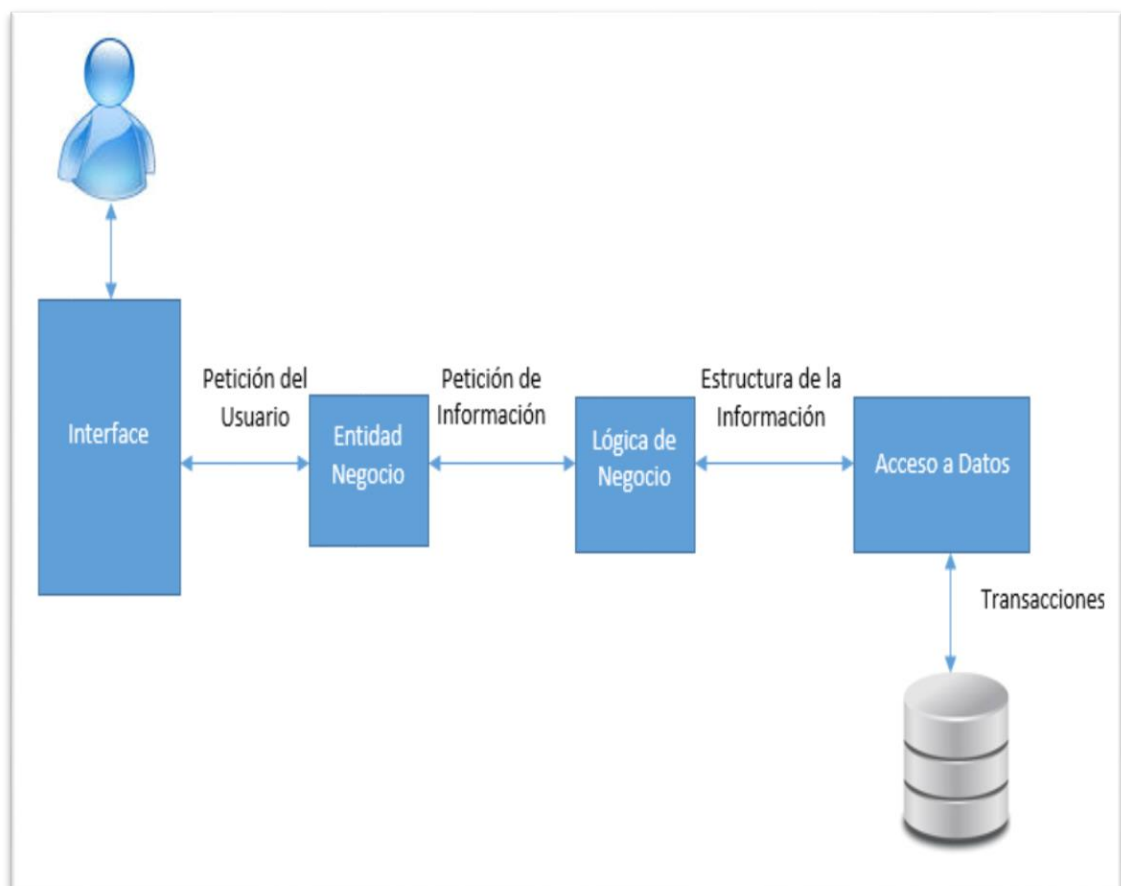 Interface
Petición del
Usuario
Entidad
Negocio
Petición de
Información
Lógica de
Negocio
Estructura de la
Información
Acceso a Datos
Transacciones